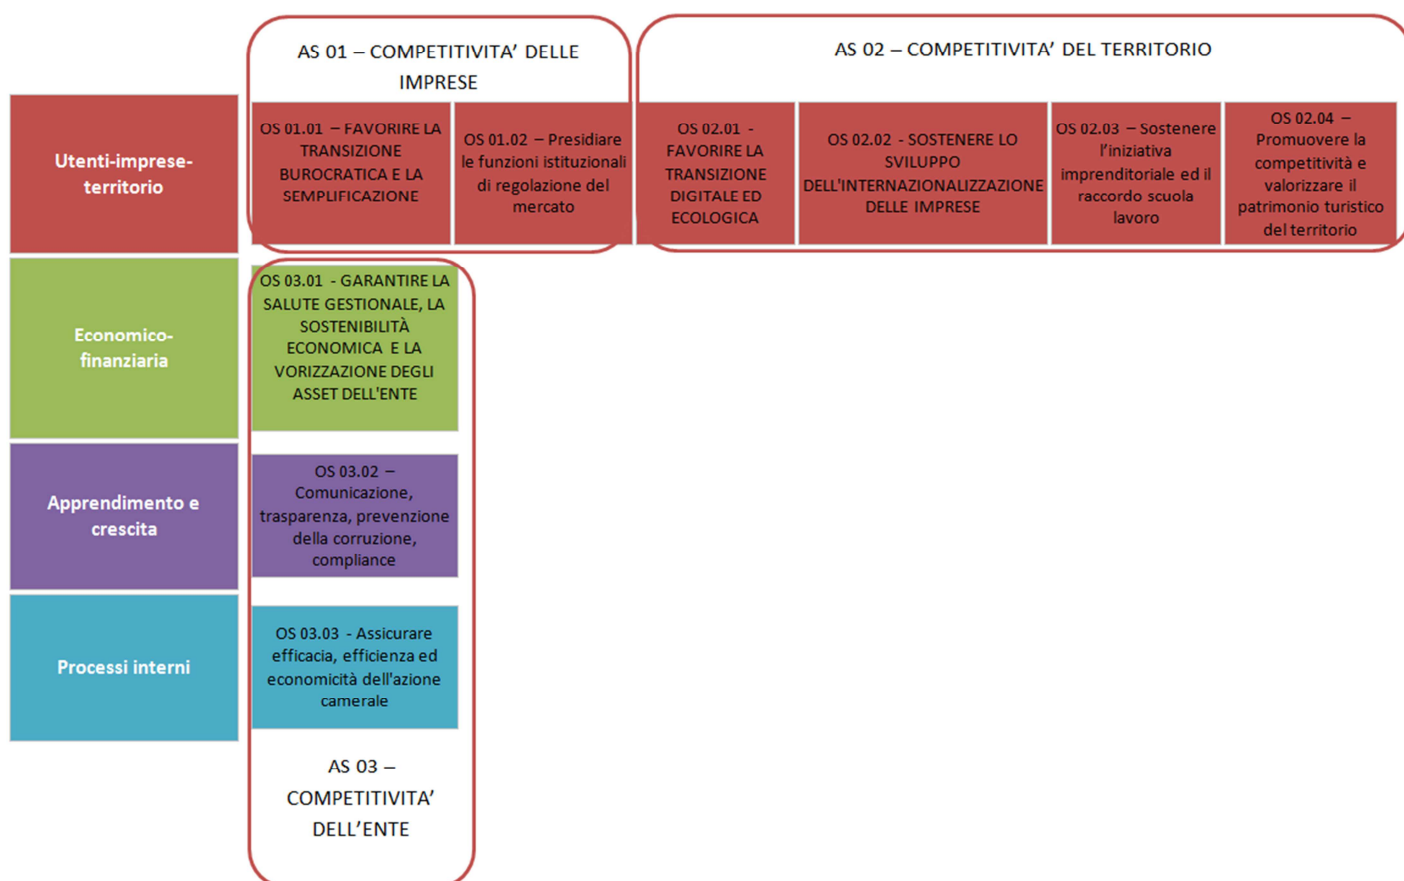 AS 01 – COMPETITIVITA’ DELLE
IMPRESE
AS 02 – COMPETITIVITA’ DEL TERRITORIO
Utenti-imprese-
territorio
OS 01.01 – FAVORIRE LA
TRANSIZIONE
BUROCRATICA E LA
SEMPLIFICAZIONE
OS 01.02 – Presidiare
le funzioni istituzionali
di regolazione del
mercato
OS 02.01 -
FAVORIRE LA
TRANSIZIONE
DIGITALE ED
ECOLOGICA
OS 02.02 - SOSTENERE LO
SVILUPPO
DELL'INTERNAZIONALIZZAZIONE
DELLE IMPRESE
OS 02.03 – Sostenere
l’iniziativa
imprenditoriale ed il
raccordo scuola
lavoro
OS 02.04 –
Promuovere la
competitività e
valorizzare il
patrimonio turistico
del territorio
Economico-
finanziaria
OS 03.01 - GARANTIRE LA
SALUTE GESTIONALE, LA
SOSTENIBILITÀ
ECONOMICA E LA
VORIZZAZIONE DEGLI
ASSET DELL'ENTE
Apprendimento e
crescita
OS 03.02 –
Comunicazione,
trasparenza, prevenzione
della corruzione,
compliance
Processi interni
OS 03.03 - Assicurare
efficacia, efficienza ed
economicità dell'azione
camerale
AS 03 –
COMPETITIVITA’
DELL’ENTE